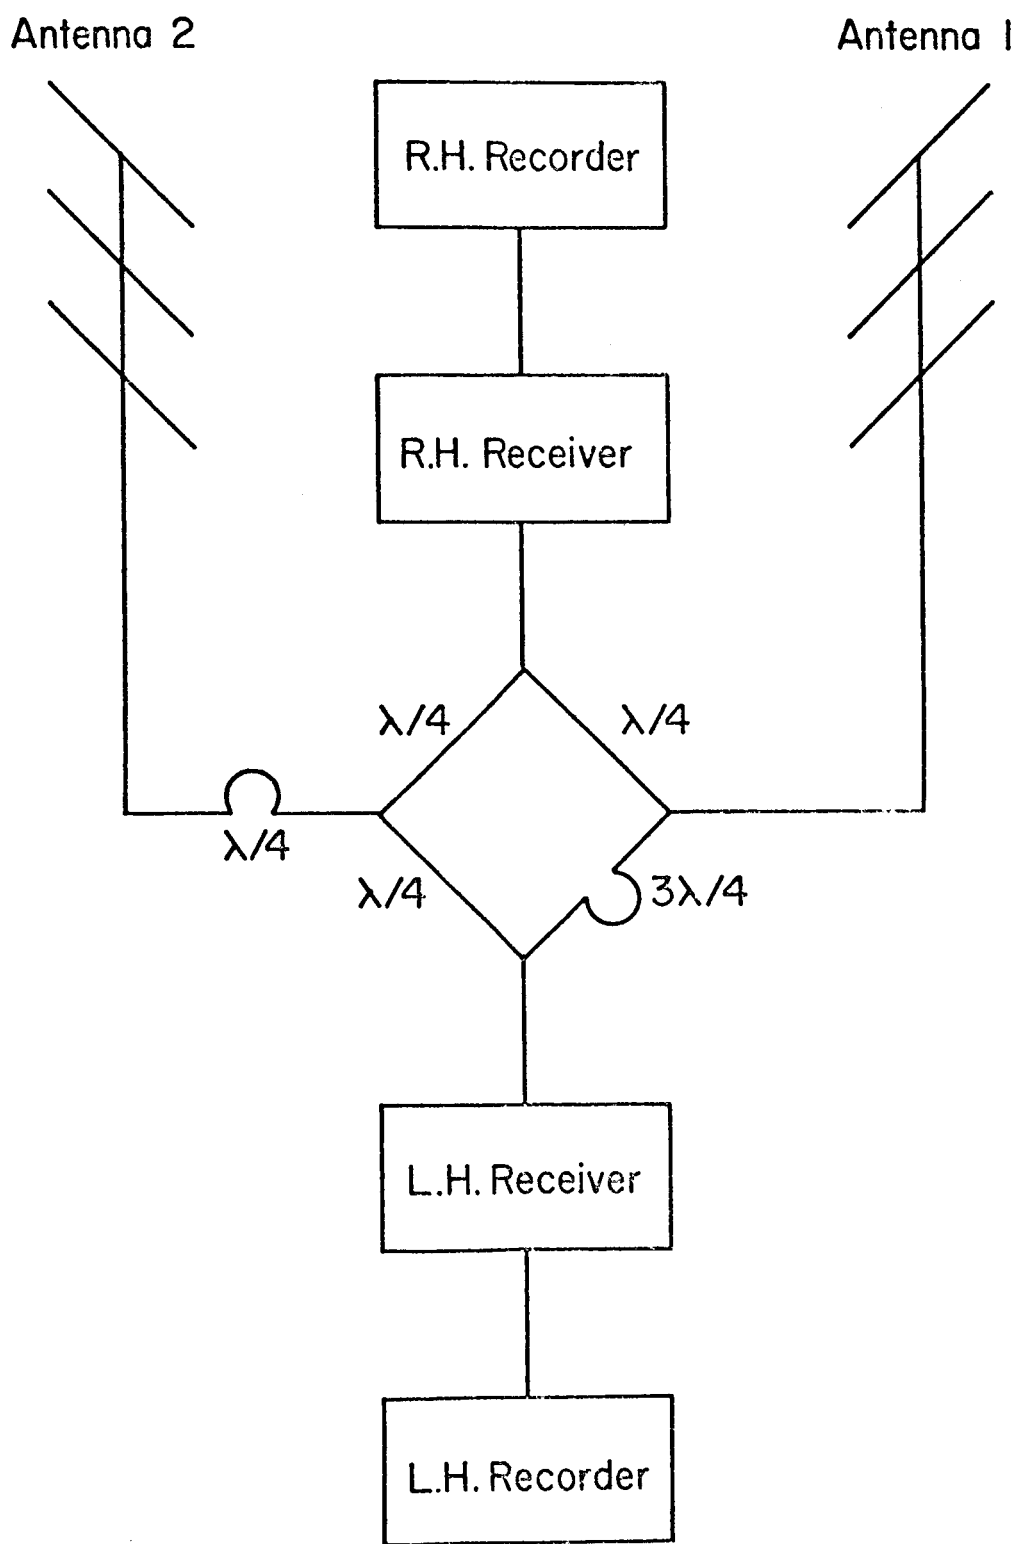 Antenna 2
Antenna 1
R.H. Recorder
R.H. Receiver
λ/4
λ/4
λ/4
λ/4
3λ/4
L.H. Receiver
L.H. Recorder